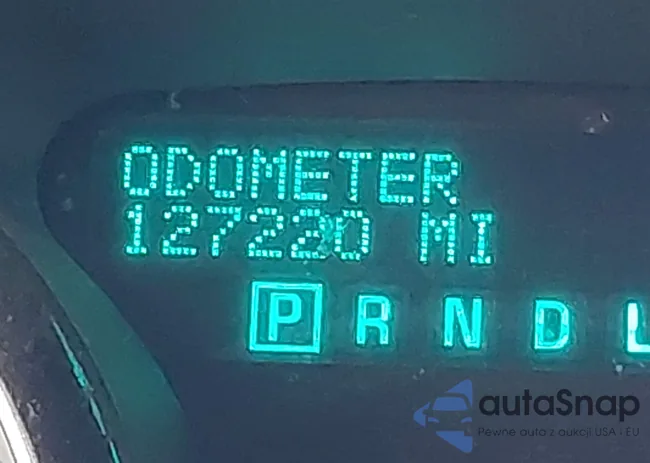 ODOMETER
127220 MI
P R N D L
autaSnap
Pewne auta z aukcji USA - EU